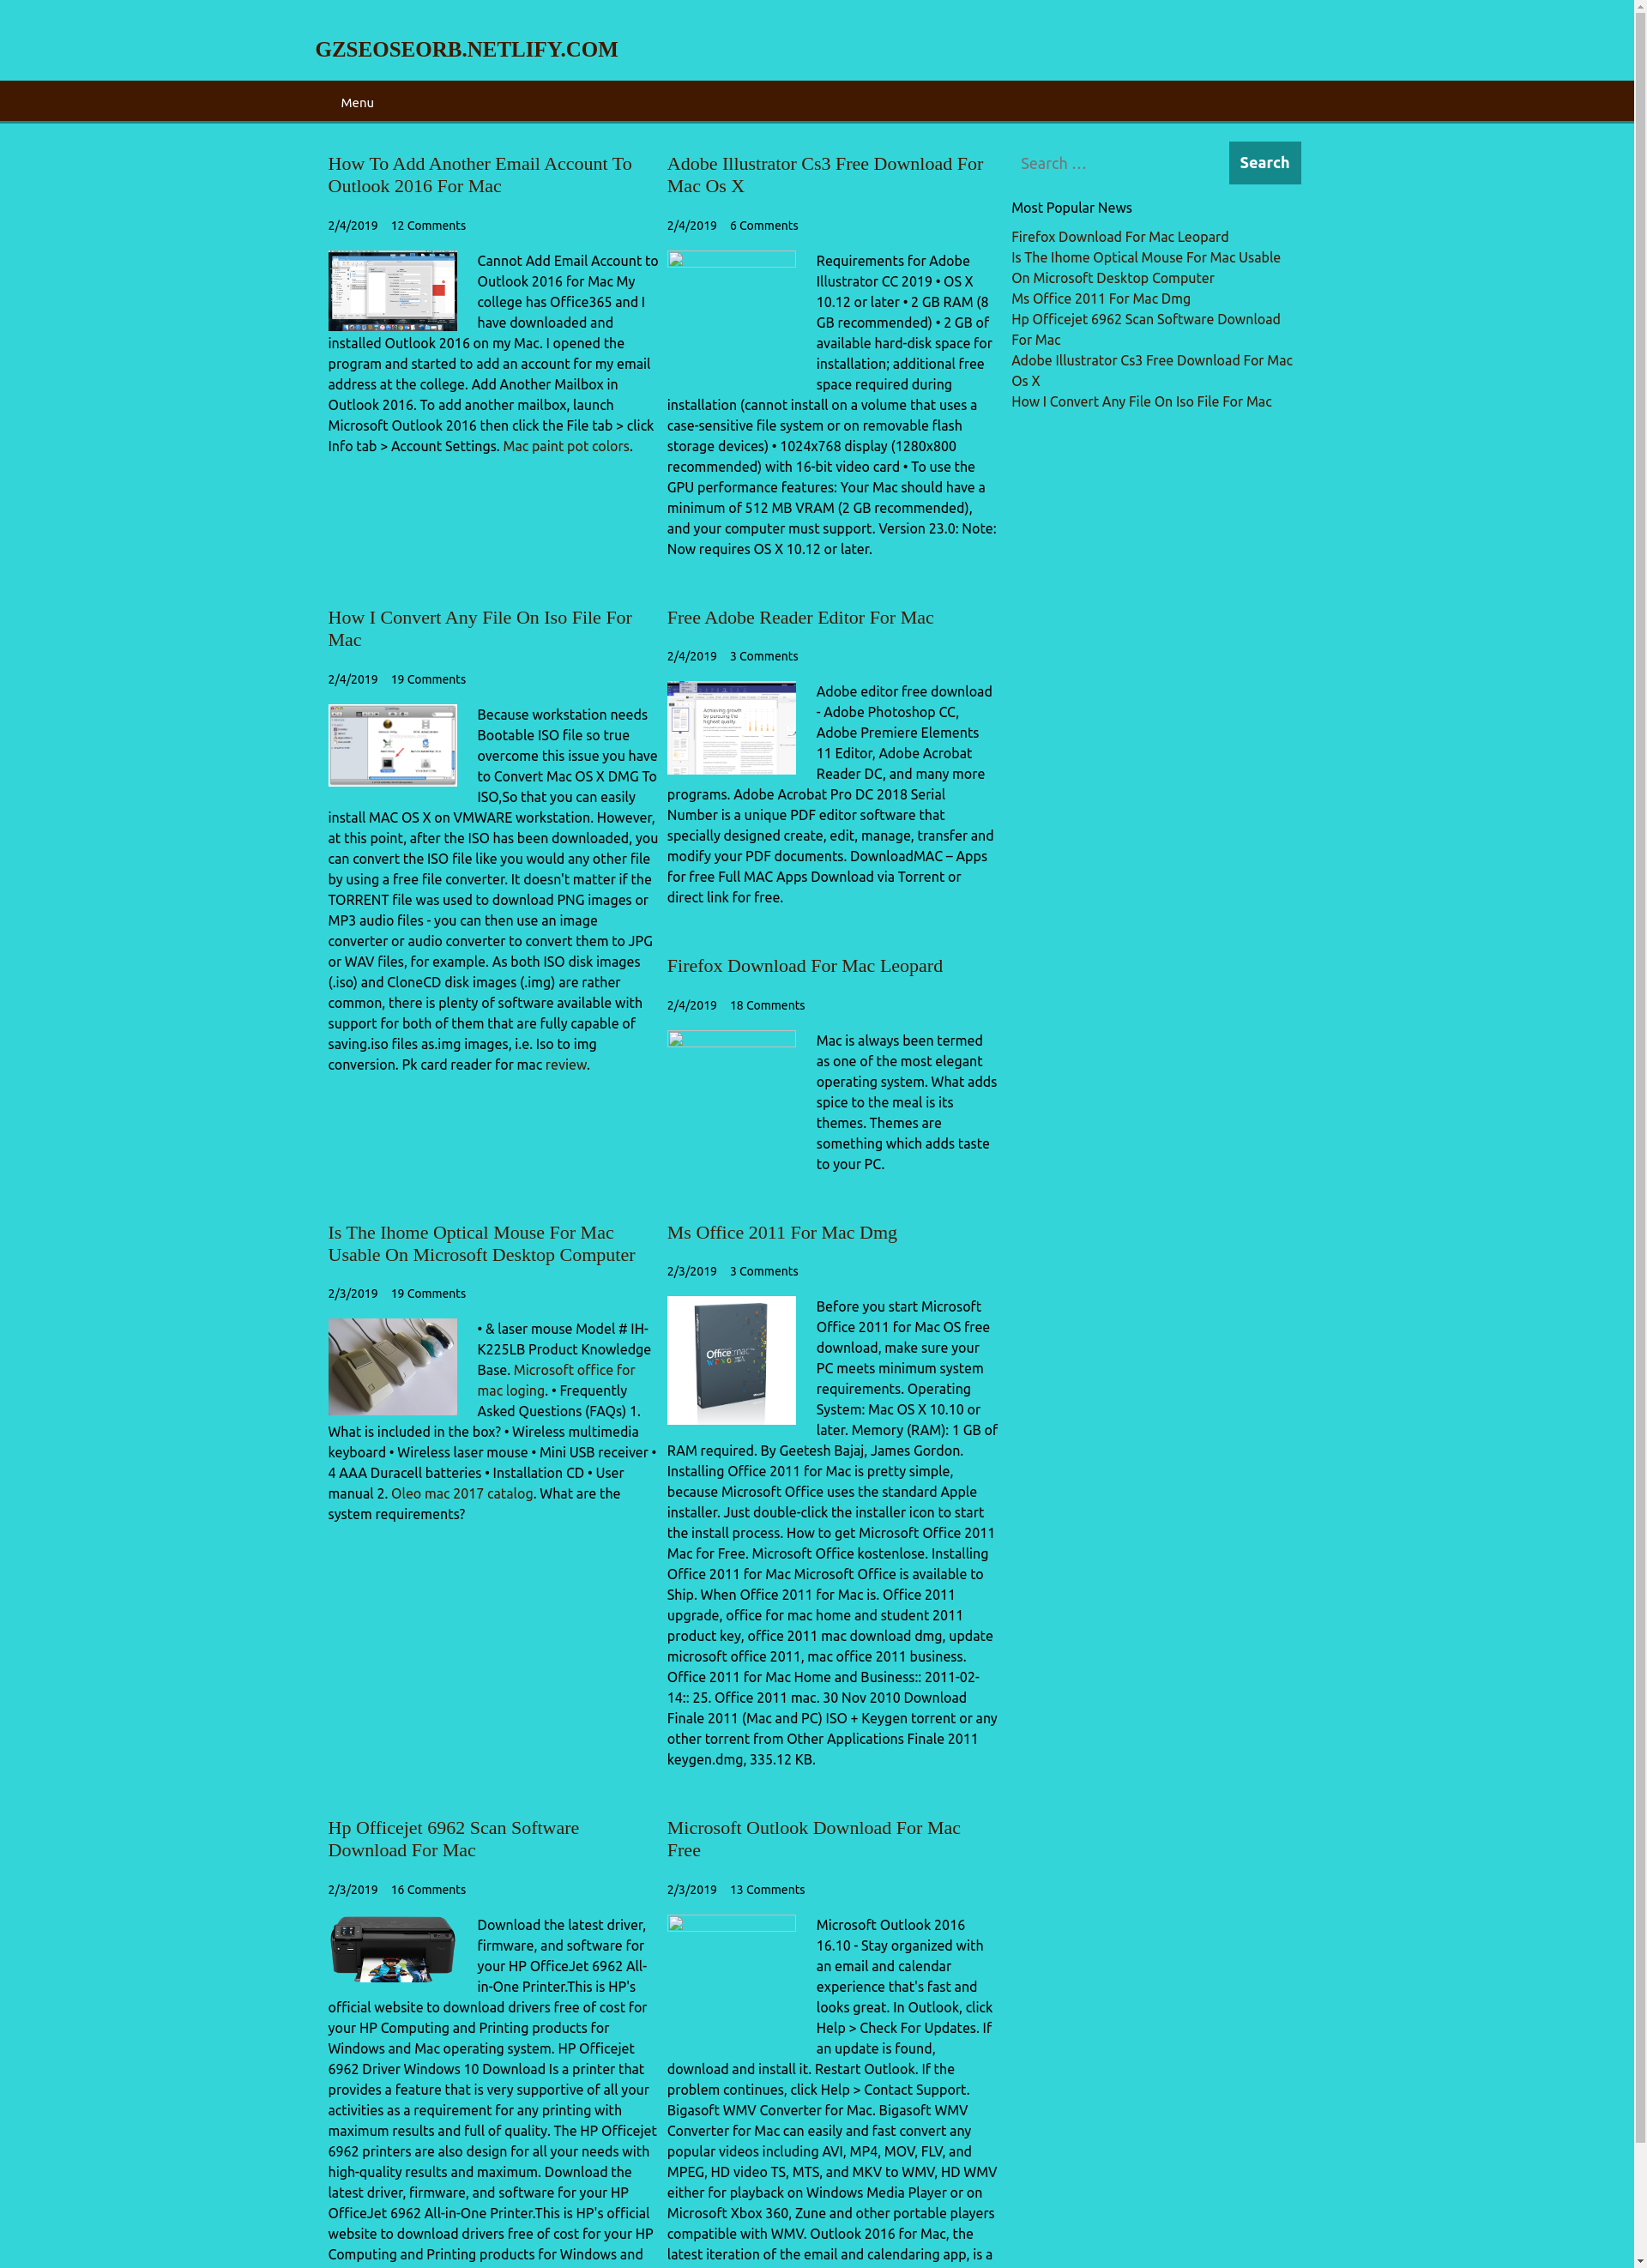 GZSEOSEORB.NETLIFY.COM
Menu
How To Add Another Email Account To
Outlook 2016 For Mac
2/4/2019 12 Comments
Cannot Add Email Account to
Outlook 2016 for Mac My
college has Office365 and I
have downloaded and
installed Outlook 2016 on my Mac. I opened the
program and started to add an account for my email
address at the college. Add Another Mailbox in
Outlook 2016. To add another mailbox, launch
Microsoft Outlook 2016 then click the File tab > click
Info tab > Account Settings. Mac paint pot colors.
Adobe Illustrator Cs3 Free Download For
Mac Os X
2/4/2019 6 Comments
Requirements for Adobe
Illustrator CC 2019 • OS X
10.12 or later • 2 GB RAM (8
GB recommended) • 2 GB of
available hard-disk space for
installation; additional free
space required during
installation (cannot install on a volume that uses a
case-sensitive file system or on removable flash
storage devices) • 1024x768 display (1280x800
recommended) with 16-bit video card • To use the
GPU performance features: Your Mac should have a
minimum of 512 MB VRAM (2 GB recommended),
and your computer must support. Version 23.0: Note:
Now requires OS X 10.12 or later.
How I Convert Any File On Iso File For
Mac
2/4/2019 19 Comments
Because workstation needs
Bootable ISO file so true
overcome this issue you have
to Convert Mac OS X DMG To
ISO,So that you can easily
install MAC OS X on VMWARE workstation. However,
at this point, after the ISO has been downloaded, you
can convert the ISO file like you would any other file
by using a free file converter. It doesn't matter if the
TORRENT file was used to download PNG images or
MP3 audio files - you can then use an image
converter or audio converter to convert them to JPG
or WAV files, for example. As both ISO disk images
(.iso) and CloneCD disk images (.img) are rather
common, there is plenty of software available with
support for both of them that are fully capable of
saving.iso files as.img images, i.e. Iso to img
conversion. Pk card reader for mac review.
Free Adobe Reader Editor For Mac
2/4/2019 3 Comments
Adobe editor free download
- Adobe Photoshop CC,
Adobe Premiere Elements
11 Editor, Adobe Acrobat
Reader DC, and many more
programs. Adobe Acrobat Pro DC 2018 Serial
Number is a unique PDF editor software that
specially designed create, edit, manage, transfer and
modify your PDF documents. DownloadMAC – Apps
for free Full MAC Apps Download via Torrent or
direct link for free.
Firefox Download For Mac Leopard
2/4/2019 18 Comments
Mac is always been termed
as one of the most elegant
operating system. What adds
spice to the meal is its
themes. Themes are
something which adds taste
to your PC.
Is The Ihome Optical Mouse For Mac
Usable On Microsoft Desktop Computer
2/3/2019 19 Comments
• & laser mouse Model # IH-
K225LB Product Knowledge
Base. Microsoft office for
mac loging. • Frequently
Asked Questions (FAQs) 1.
What is included in the box? • Wireless multimedia
keyboard • Wireless laser mouse • Mini USB receiver •
4 AAA Duracell batteries • Installation CD • User
manual 2. Oleo mac 2017 catalog. What are the
system requirements?
Ms Office 2011 For Mac Dmg
2/3/2019 3 Comments
Before you start Microsoft
Office 2011 for Mac OS free
download, make sure your
PC meets minimum system
requirements. Operating
System: Mac OS X 10.10 or
later. Memory (RAM): 1 GB of
RAM required. By Geetesh Bajaj, James Gordon.
Installing Office 2011 for Mac is pretty simple,
because Microsoft Office uses the standard Apple
installer. Just double-click the installer icon to start
the install process. How to get Microsoft Office 2011
Mac for Free. Microsoft Office kostenlose. Installing
Office 2011 for Mac Microsoft Office is available to
Ship. When Office 2011 for Mac is. Office 2011
upgrade, office for mac home and student 2011
product key, office 2011 mac download dmg, update
microsoft office 2011, mac office 2011 business.
Office 2011 for Mac Home and Business:: 2011-02-
14:: 25. Office 2011 mac. 30 Nov 2010 Download
Finale 2011 (Mac and PC) ISO + Keygen torrent or any
other torrent from Other Applications Finale 2011
keygen.dmg, 335.12 KB.
Hp Officejet 6962 Scan Software
Download For Mac
2/3/2019 16 Comments
Download the latest driver,
firmware, and software for
your HP OfficeJet 6962 All-
in-One Printer.This is HP's
official website to download drivers free of cost for
your HP Computing and Printing products for
Windows and Mac operating system. HP Officejet
6962 Driver Windows 10 Download Is a printer that
provides a feature that is very supportive of all your
activities as a requirement for any printing with
maximum results and full of quality. The HP Officejet
6962 printers are also design for all your needs with
high-quality results and maximum. Download the
latest driver, firmware, and software for your HP
OfficeJet 6962 All-in-One Printer.This is HP's official
website to download drivers free of cost for your HP
Computing and Printing products for Windows and
Microsoft Outlook Download For Mac
Free
2/3/2019 13 Comments
Microsoft Outlook 2016
16.10 - Stay organized with
an email and calendar
experience that's fast and
looks great. In Outlook, click
Help > Check For Updates. If
an update is found,
download and install it. Restart Outlook. If the
problem continues, click Help > Contact Support.
Bigasoft WMV Converter for Mac. Bigasoft WMV
Converter for Mac can easily and fast convert any
popular videos including AVI, MP4, MOV, FLV, and
MPEG, HD video TS, MTS, and MKV to WMV, HD WMV
either for playback on Windows Media Player or on
Microsoft Xbox 360, Zune and other portable players
compatible with WMV. Outlook 2016 for Mac, the
latest iteration of the email and calendaring app, is a
Search …
Search
Most Popular News
Firefox Download For Mac Leopard
Is The Ihome Optical Mouse For Mac Usable
On Microsoft Desktop Computer
Ms Office 2011 For Mac Dmg
Hp Officejet 6962 Scan Software Download
For Mac
Adobe Illustrator Cs3 Free Download For Mac
Os X
How I Convert Any File On Iso File For Mac